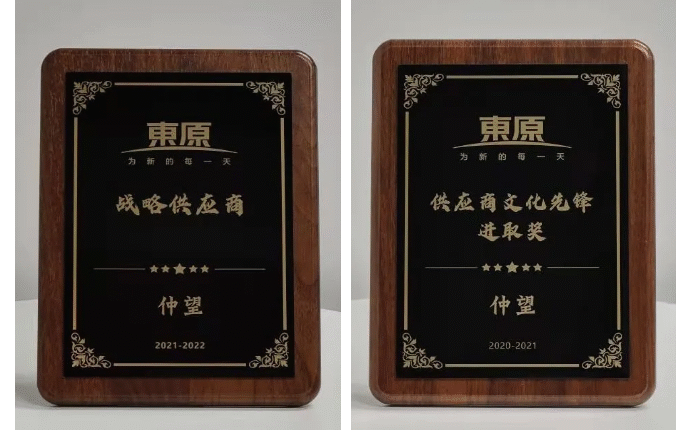 東原
为新的每一天
战略供应商
仲望
2021-2022
東原
为新的每一天
供应商文化先锋
进取奖
仲望
2020-2021